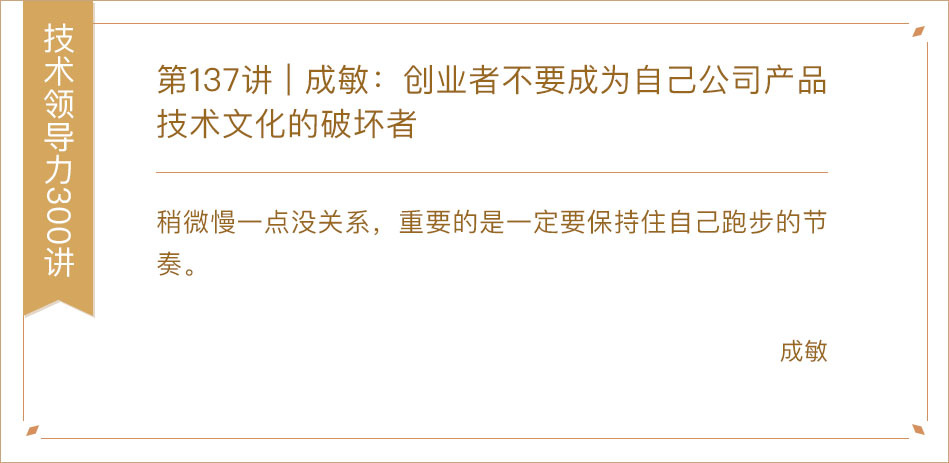 技术领导力300讲
第137讲 | 成敏：创业者不要成为自己公司产品
技术文化的破坏者
稍微慢一点没关系，重要的是一定要保持住自己跑步的节
奏。
成敏